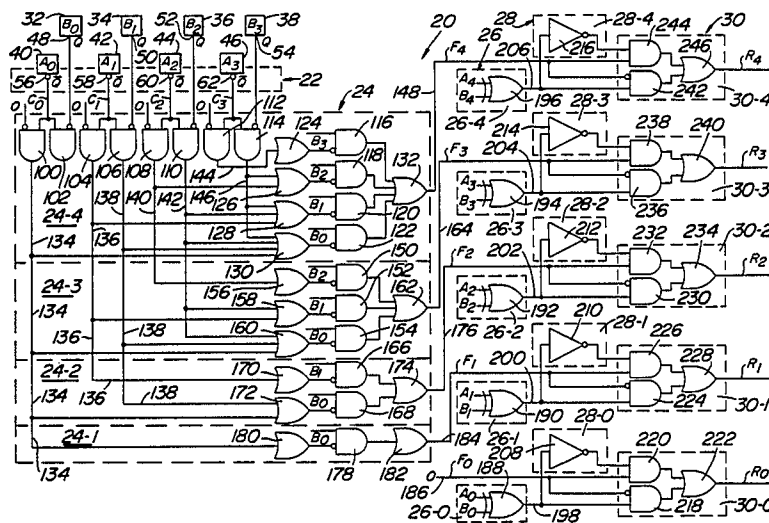 32 B0 34 B1 52 B2 36 B3 38
48 Q Q 50 Q Q 54
40 A0 42 A1 44 A2 46 A3
56 Q̅ 58 Q̅ 60 Q̅ 62 Q̅ 22
0 C0 0 C1 0 C2 0 C3 0 112
114
100 102 104 106 108 110
138 140 142 144 146
24-4
134 136
124 B3 116
24
B2 118
126 B1 120
128 B0 122
130 132
148
20
24-3
134 136 138
B2 150
156 152
158 B1 162
160 B0 154
164
24-2
134 136 138
170 B1 166
172 B0 168
174
176
24-1
134
180 B0 178 182 184
F4 206
F3 204
F2 202
F1 200
F0 188
0 186
28 28-4 216 244 30
26 A4 B4 196 26-4
246 R4
242 30-4
28-3 214 238 240
A3 B3 194 26-3
R3
236 30-3
28-2 212 232 234 30-2
A2 B2 192 26-2
R2
230
210 28-1 226 228
A1 B1 190 26-1
R1
224 30-1
28-0 208 220 222
A0 B0 26-0 198
R0
218 30-0